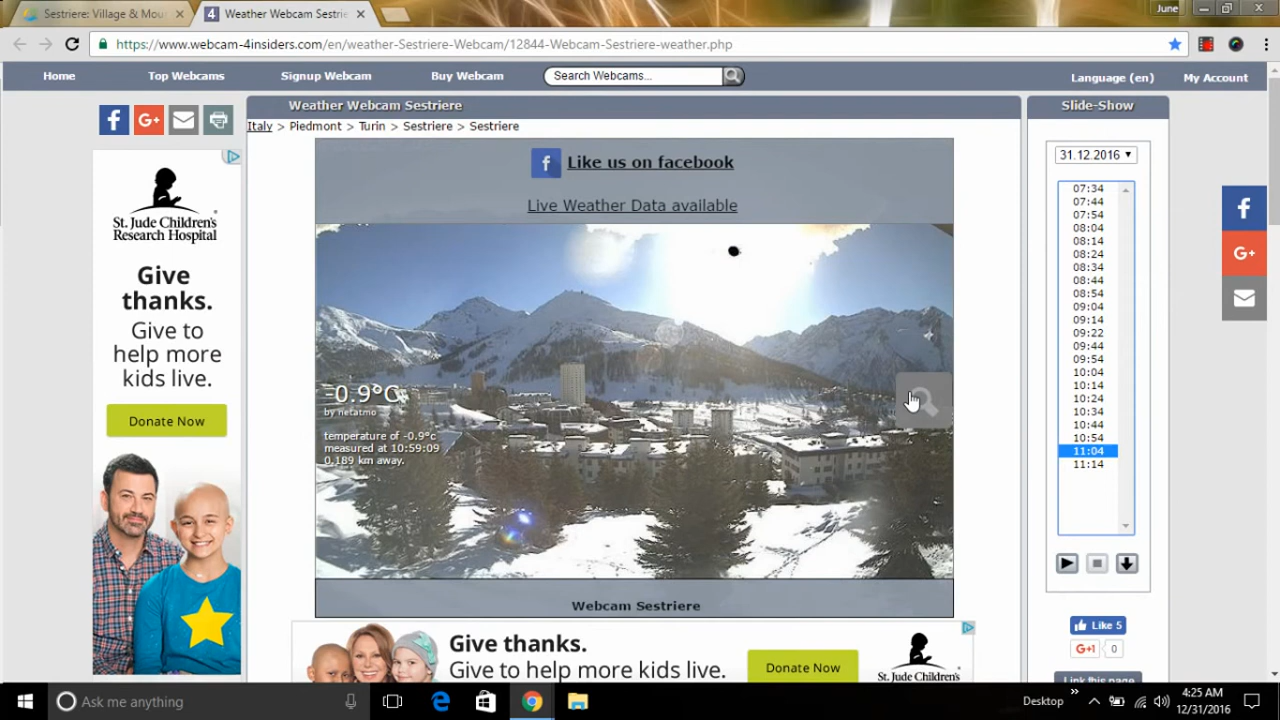 Sestriere: Village & Mou
Weather Webcam Sestrie
June
https://www.webcam-4insiders.com/en/weather-Sestriere-Webcam/12844-Webcam-Sestriere-weather.php
Home
Top Webcams
Signup Webcam
Buy Webcam
Search Webcams...
Language (en)
My Account
Weather Webcam Sestriere
Italy > Piedmont > Turin > Sestriere > Sestriere
Like us on facebook
Live Weather Data available
-0.9°C
by netatmo
temperature of -0.9°c
measured at 10:59:09
0.189 km away.
Webcam Sestriere
St. Jude Children's
Research Hospital
Give
thanks.
Give to
help more
kids live.
Donate Now
Give thanks.
Give to help more kids live.
Donate Now
St. Jude Children's
Slide-Show
31.12.2016
07:34
07:44
07:54
08:04
08:14
08:24
08:34
08:44
08:54
09:04
09:14
09:22
09:44
09:54
10:04
10:14
10:24
10:34
10:44
10:54
11:04
11:14
Like 5
G+1 0
Link this page
Ask me anything
Desktop
4:25 AM
12/31/2016